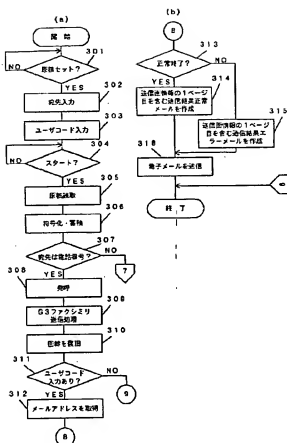 (a)
開 始
301
NO
原稿セット?
YES
302
宛先入力
303
ユーザコード入力
304
NO
スタート?
YES
305
原稿読取
306
符号化・蓄積
307
宛先は電話番号?
NO
7
308
YES
発呼
309
G3ファクシミリ
送信処理
310
回線を復旧
311
ユーザコード
入力あり?
NO
9
312
YES
メールアドレスを取得
8
(b)
8
313
正常終了?
YES
NO
314
送信画情報の1ページ
目を含む送信結果正常
メールを作成
315
送信画情報の1ページ
目を含む送信結果エ
ラーメールを作成
316
電子メールを送信
終 了